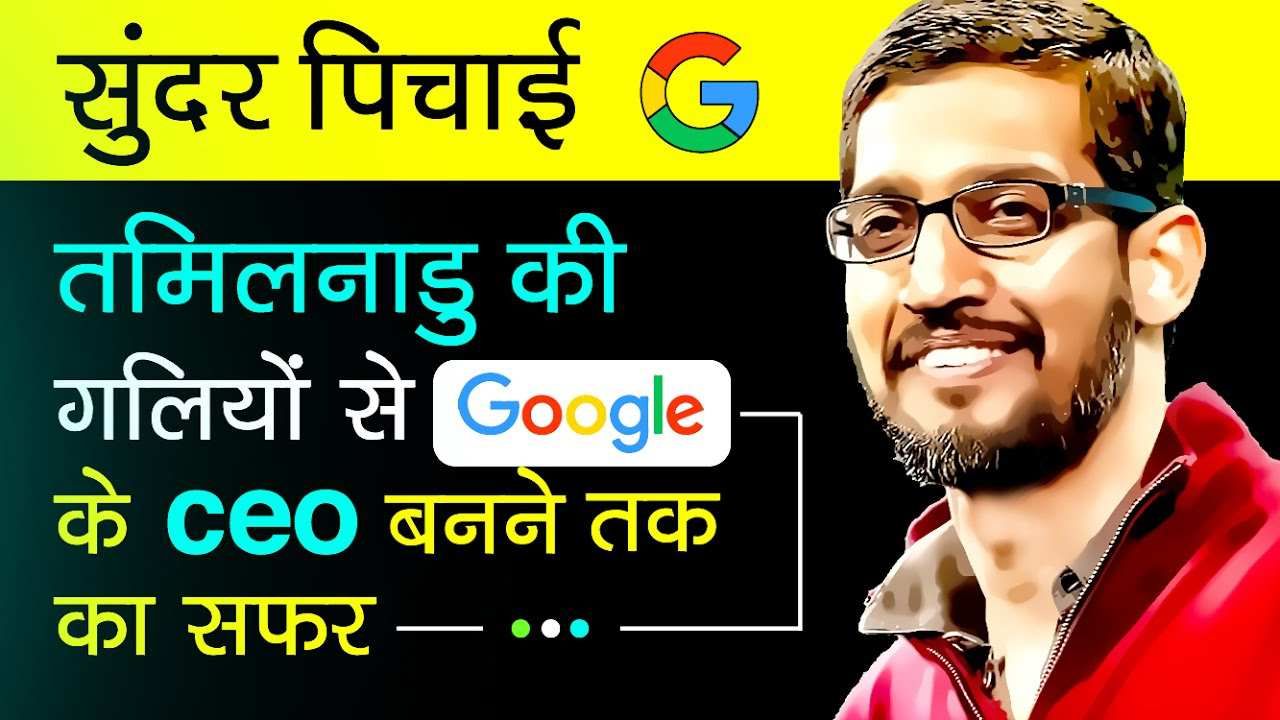 सुंदर पिचाई G
तमिलनाडु की
गलियों से Google
के ceo बनने तक
का सफर